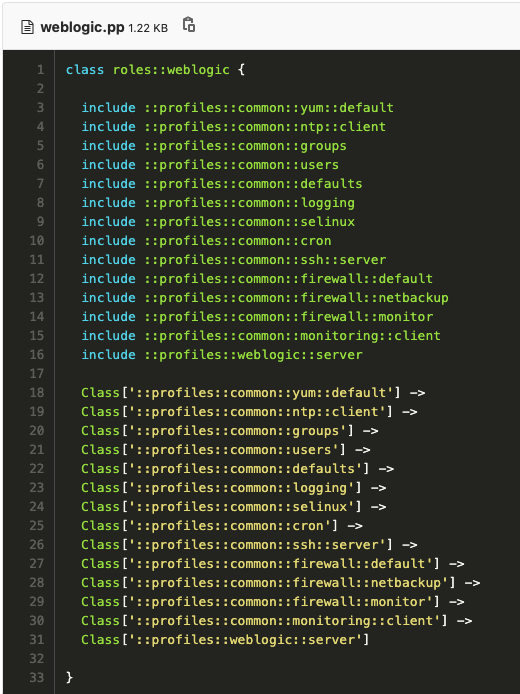 weblogic.pp 1.22 KB
1 class roles::weblogic {
2
3   include ::profiles::common::yum::default
4   include ::profiles::common::ntp::client
5   include ::profiles::common::groups
6   include ::profiles::common::users
7   include ::profiles::common::defaults
8   include ::profiles::common::logging
9   include ::profiles::common::selinux
10   include ::profiles::common::cron
11   include ::profiles::common::ssh::server
12   include ::profiles::common::firewall::default
13   include ::profiles::common::firewall::netbackup
14   include ::profiles::common::firewall::monitor
15   include ::profiles::common::monitoring::client
16   include ::profiles::weblogic::server
17
18   Class['::profiles::common::yum::default'] ->
19   Class['::profiles::common::ntp::client'] ->
20   Class['::profiles::common::groups'] ->
21   Class['::profiles::common::users'] ->
22   Class['::profiles::common::defaults'] ->
23   Class['::profiles::common::logging'] ->
24   Class['::profiles::common::selinux'] ->
25   Class['::profiles::common::cron'] ->
26   Class['::profiles::common::ssh::server'] ->
27   Class['::profiles::common::firewall::default'] ->
28   Class['::profiles::common::firewall::netbackup'] ->
29   Class['::profiles::common::firewall::monitor'] ->
30   Class['::profiles::common::monitoring::client'] ->
31   Class['::profiles::weblogic::server']
32
33 }